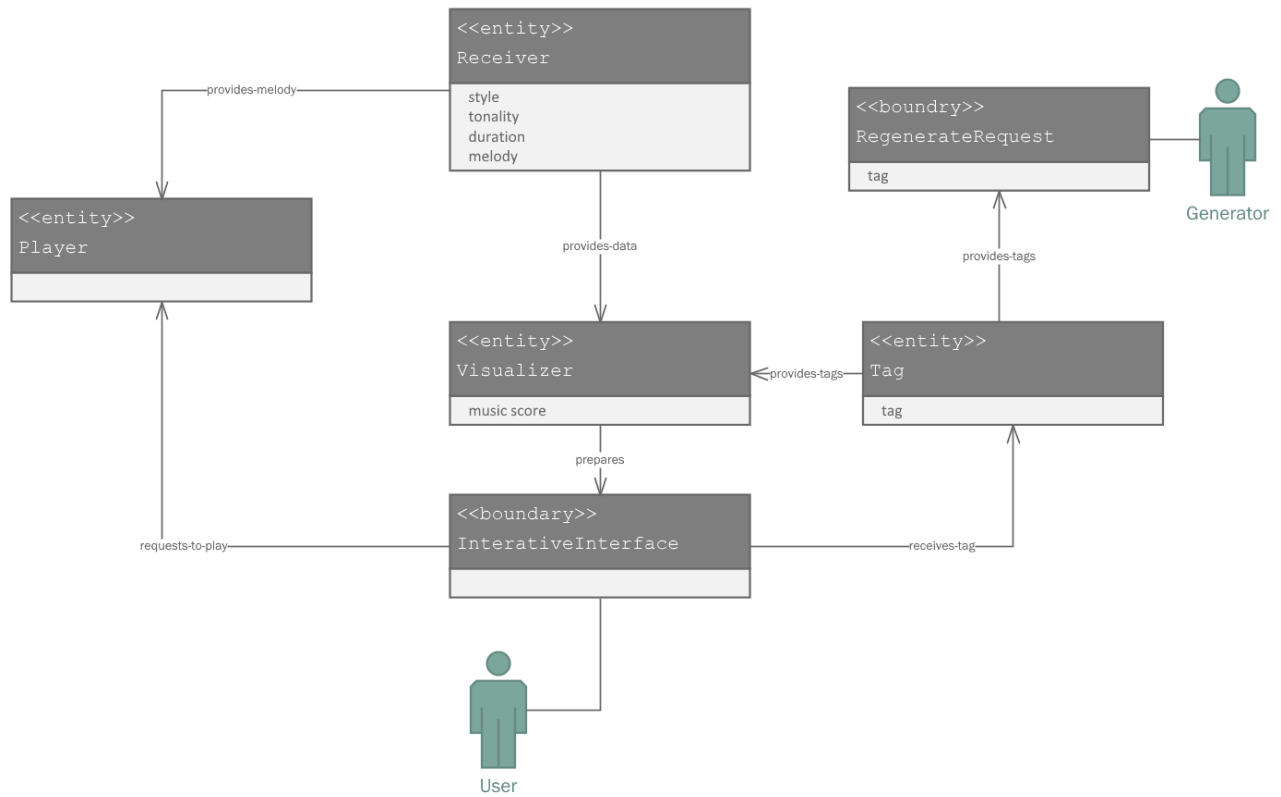 <<entity>>
Receiver
style
tonality
duration
melody
provides-melody
<<boundry>>
RegenerateRequest
tag
Generator
<<entity>>
Player
provides-data
provides-tags
<<entity>>
Visualizer
music score
provides-tags
<<entity>>
Tag
tag
prepares
<<boundary>>
InterativeInterface
requests-to-play
receives-tag
User